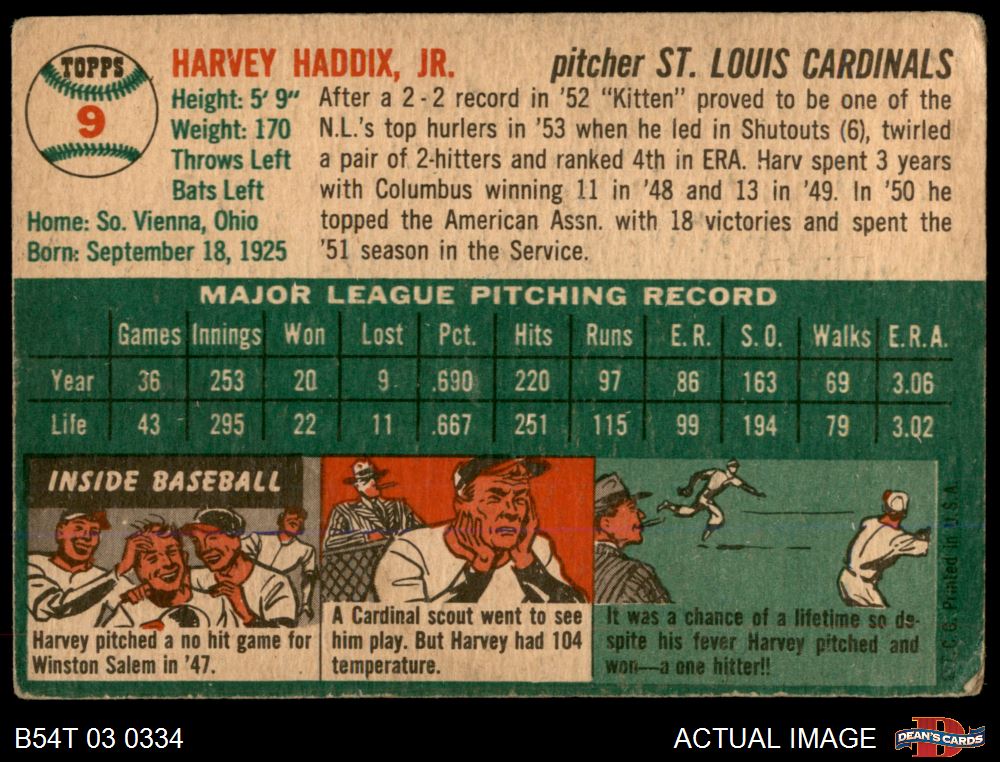 TOPPS
9
HARVEY HADDIX, JR.
pitcher ST. LOUIS CARDINALS
Height: 5' 9"
Weight: 170
Throws Left
Bats Left
Home: So. Vienna, Ohio
Born: September 18, 1925
After a 2-2 record in '52 "Kitten" proved to be one of the
N.L.'s top hurlers in '53 when he led in Shutouts (6), twirled
a pair of 2-hitters and ranked 4th in ERA. Harv spent 3 years
with Columbus winning 11 in '48 and 13 in '49. In '50 he
topped the American Assn. with 18 victories and spent the
'51 season in the Service.
MAJOR LEAGUE PITCHING RECORD
Games Innings Won Lost Pct. Hits Runs E.R. S.O. Walks E.R.A.
Year 36 253 20 9 .690 220 97 86 163 69 3.06
Life 43 295 22 11 .667 251 115 99 194 79 3.02
INSIDE BASEBALL
Harvey pitched a no hit game for
Winston Salem in '47.
A Cardinal scout went to see
him play. But Harvey had 104
temperature.
It was a chance of a lifetime so de-
spite his fever Harvey pitched and
won—a one hitter!!
T.C.G. Printed in U.S.A.
B54T 03 0334
ACTUAL IMAGE
DEAN'S CARDS